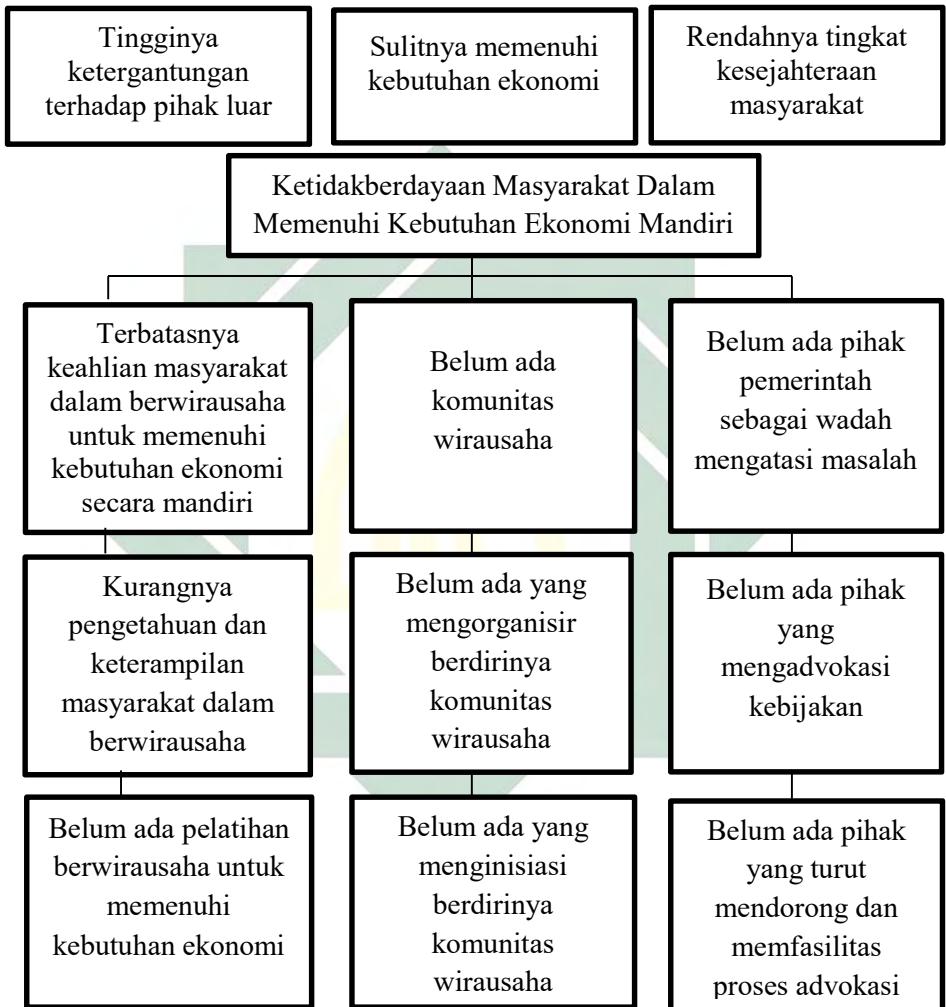 Tingginya
ketergantungan
terhadap pihak luar
Sulitnya memenuhi
kebutuhan ekonomi
Rendahnya tingkat
kesejahteraan
masyarakat
Ketidakberdayaan Masyarakat Dalam
Memenuhi Kebutuhan Ekonomi Mandiri
Terbatasnya
keahlian masyarakat
dalam berwirausaha
untuk memenuhi
kebutuhan ekonomi
secara mandiri
Belum ada
komunitas
wirausaha
Belum ada pihak
pemerintah
sebagai wadah
mengatasi masalah
Kurangnya
pengetahuan dan
keterampilan
masyarakat dalam
berwirausaha
Belum ada yang
mengorganisir
berdirinya
komunitas
wirausaha
Belum ada pihak
yang
mengadvokasi
kebijakan
Belum ada pelatihan
berwirausaha untuk
memenuhi
kebutuhan ekonomi
Belum ada yang
menginisiasi
berdirinya
komunitas
wirausaha
Belum ada pihak
yang turut
mendorong dan
memfasilitas
proses advokasi